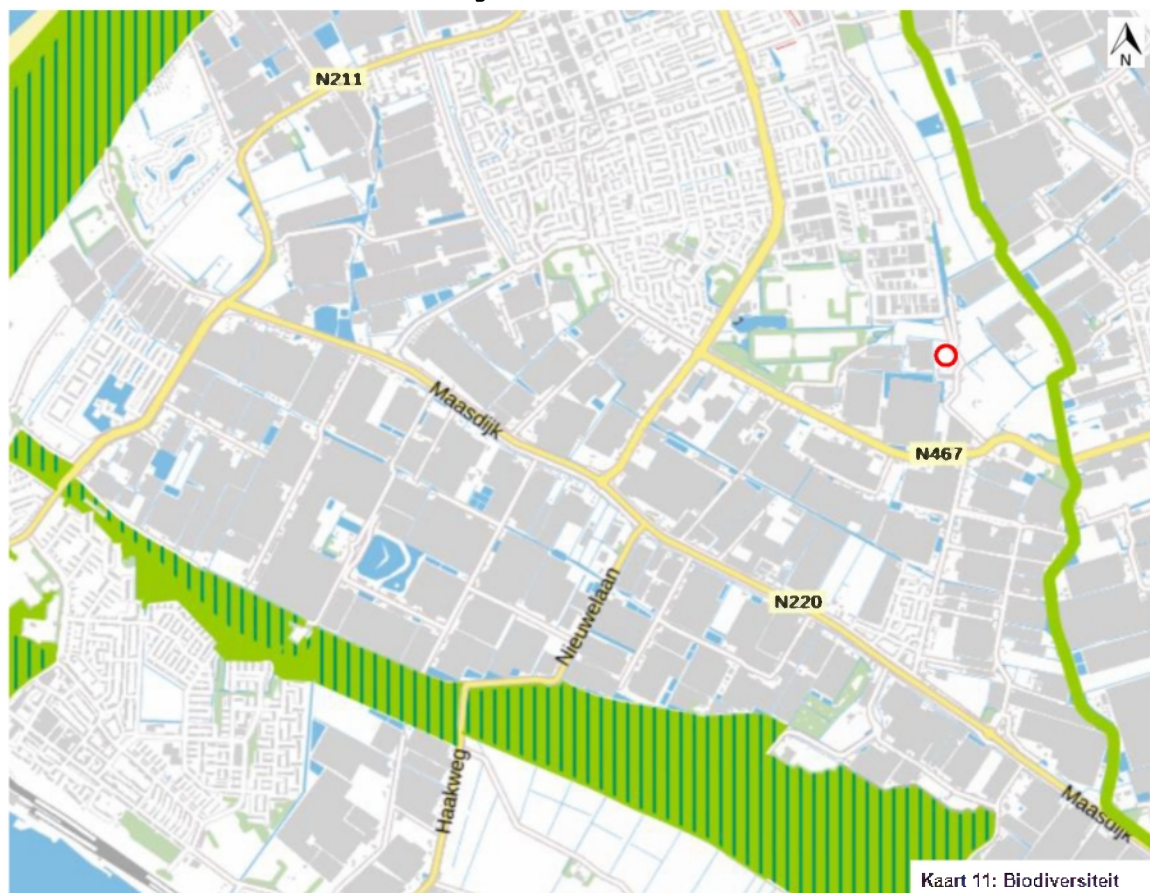 N
N211
Maasdijk
N467
Nieuwelaan
N220
Haakweg
Maasdijk
Kaart 11: Biodiversiteit